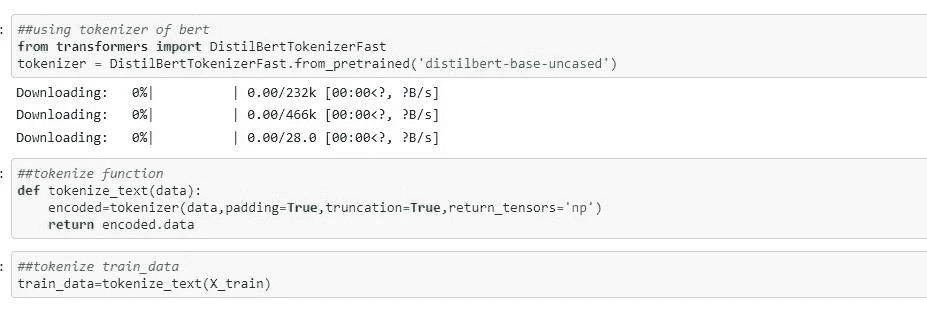 : ##using tokenizer of bert
from transformers import DistilBertTokenizerFast
tokenizer = DistilBertTokenizerFast.from_pretrained('distilbert-base-uncased')
Downloading:   0%|          | 0.00/232k [00:00<?, ?B/s]
Downloading:   0%|          | 0.00/466k [00:00<?, ?B/s]
Downloading:   0%|          | 0.00/28.0 [00:00<?, ?B/s]
: ##tokenize function
def tokenize_text(data):
    encoded=tokenizer(data,padding=True,truncation=True,return_tensors='np')
    return encoded.data
: ##tokenize train_data
train_data=tokenize_text(X_train)